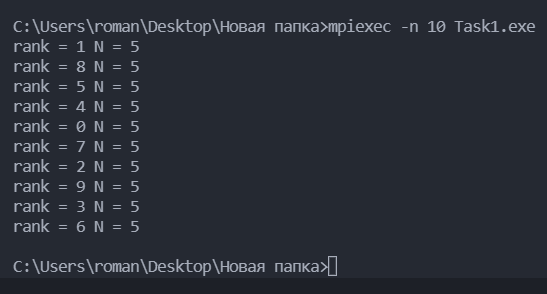 C:\Users\roman\Desktop\Новая папка>mpiexec -n 10 Task1.exe
rank = 1 N = 5
rank = 8 N = 5
rank = 5 N = 5
rank = 4 N = 5
rank = 0 N = 5
rank = 7 N = 5
rank = 2 N = 5
rank = 9 N = 5
rank = 3 N = 5
rank = 6 N = 5
C:\Users\roman\Desktop\Новая папка>